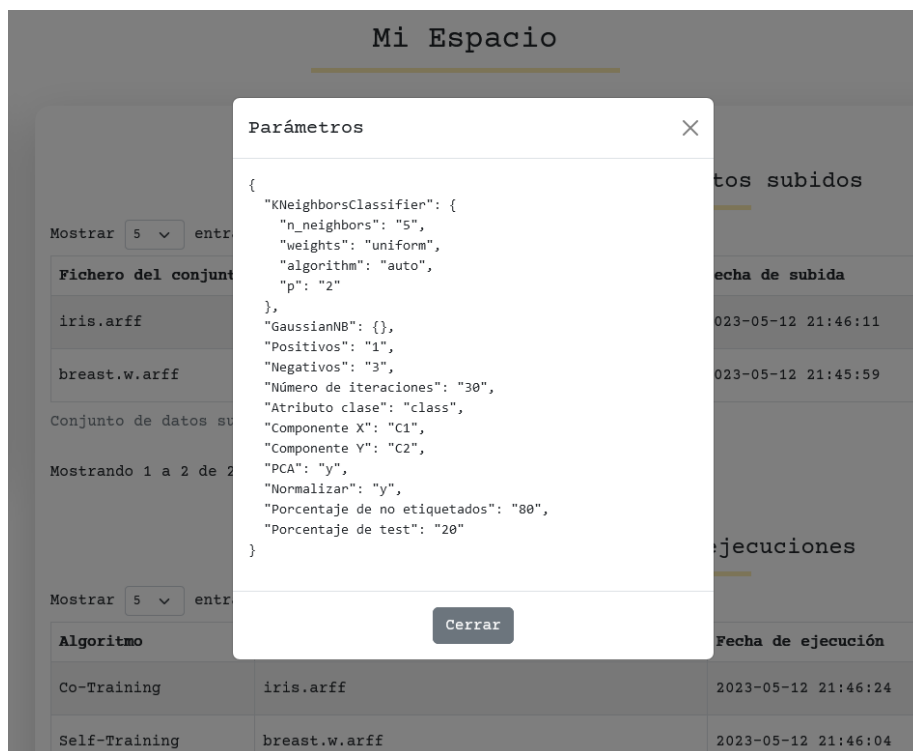 Mi Espacio
Parámetros
{
"KNeighborsClassifier": {
"n_neighbors": "5",
"weights": "uniform",
"algorithm": "auto",
"p": "2"
},
"GaussianNB": {},
"Positivos": "1",
"Negativos": "3",
"Número de iteraciones": "30",
"Atributo clase": "class",
"Componente X": "C1",
"Componente Y": "C2",
"PCA": "y",
"Normalizar": "y",
"Porcentaje de no etiquetados": "80",
"Porcentaje de test": "20"
}
Cerrar
tos subidos
Mostrar 5 entr
Fichero del conjunt echa de subida
iris.arff 023-05-12 21:46:11
breast.w.arff 023-05-12 21:45:59
Conjunto de datos su
Mostrando 1 a 2 de 2
ejecuciones
Mostrar 5 entr
Algoritmo Fecha de ejecución
Co-Training iris.arff 2023-05-12 21:46:24
Self-Training breast.w.arff 2023-05-12 21:46:04